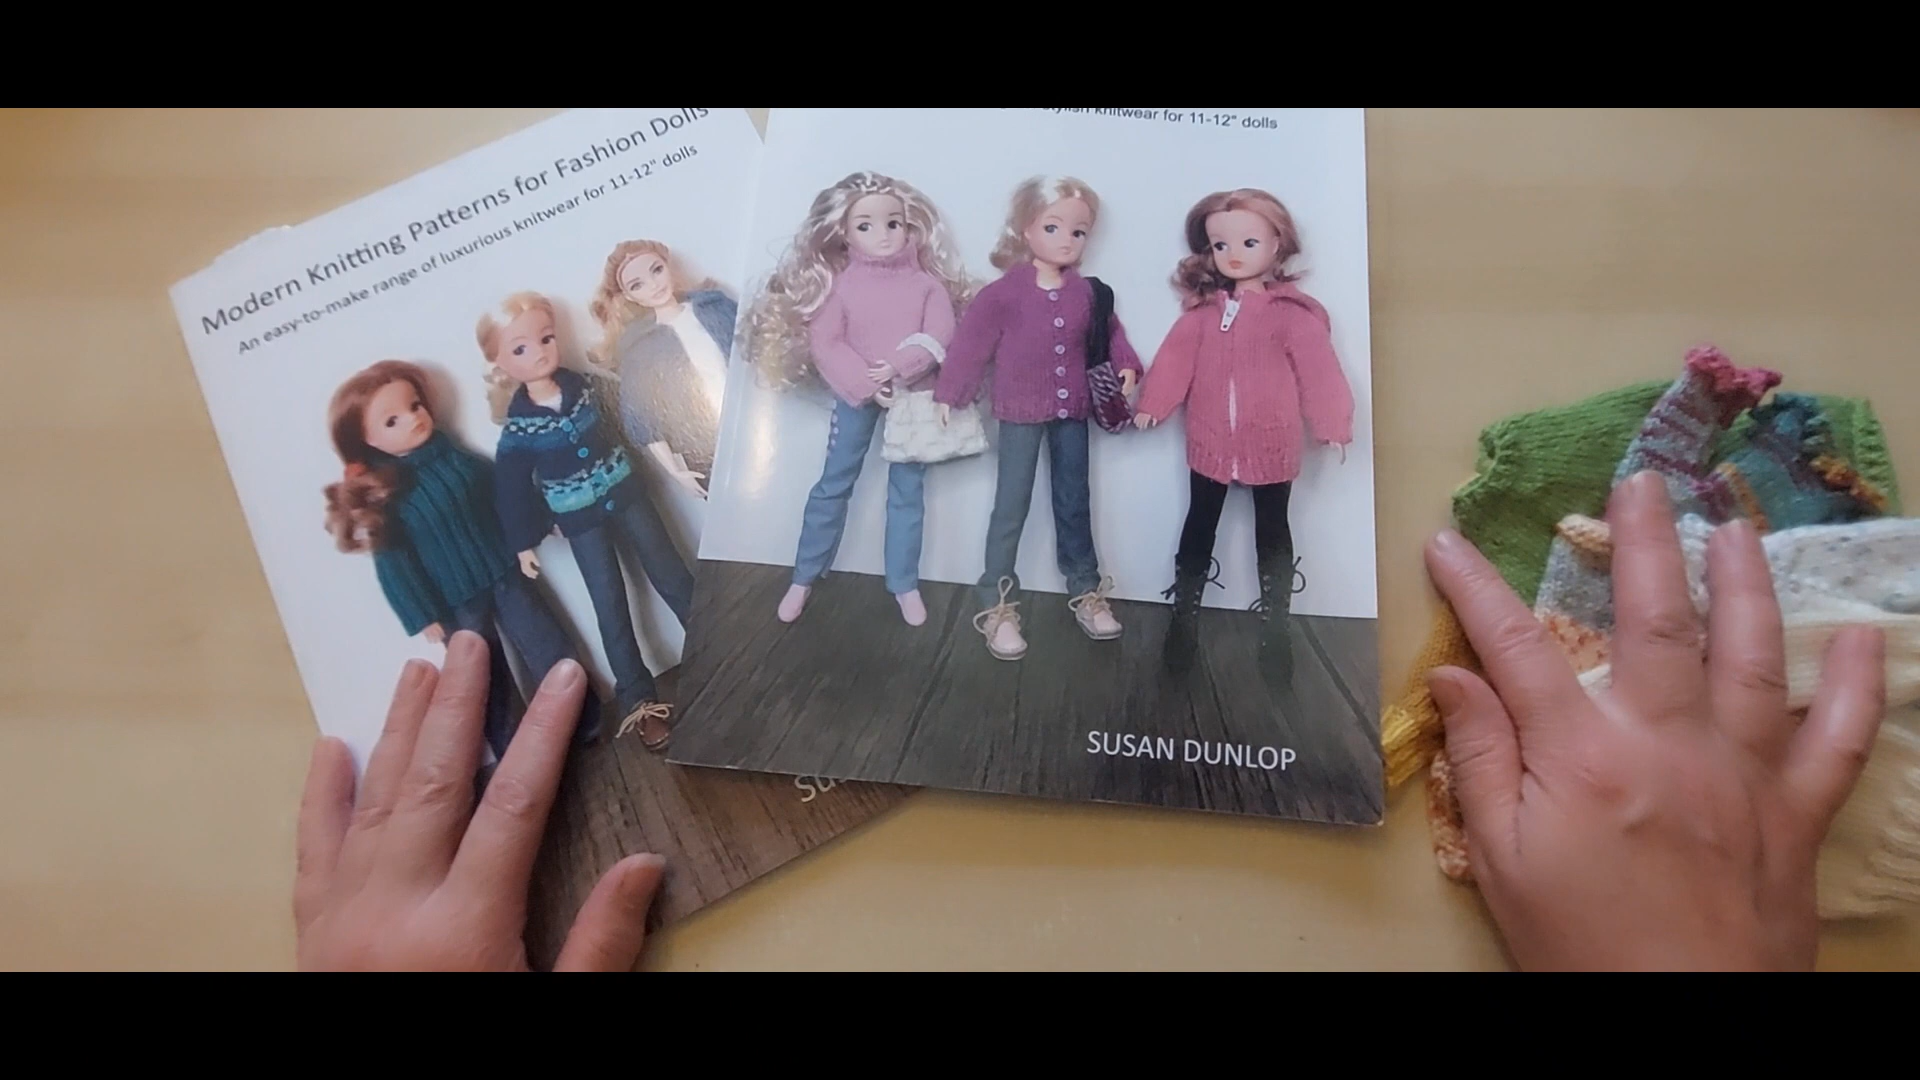 Modern Knitting Patterns for Fashion Dolls
An easy-to-make range of luxurious knitwear for 11-12" dolls
stylish knitwear for 11-12" dolls
SUSAN DUNLOP